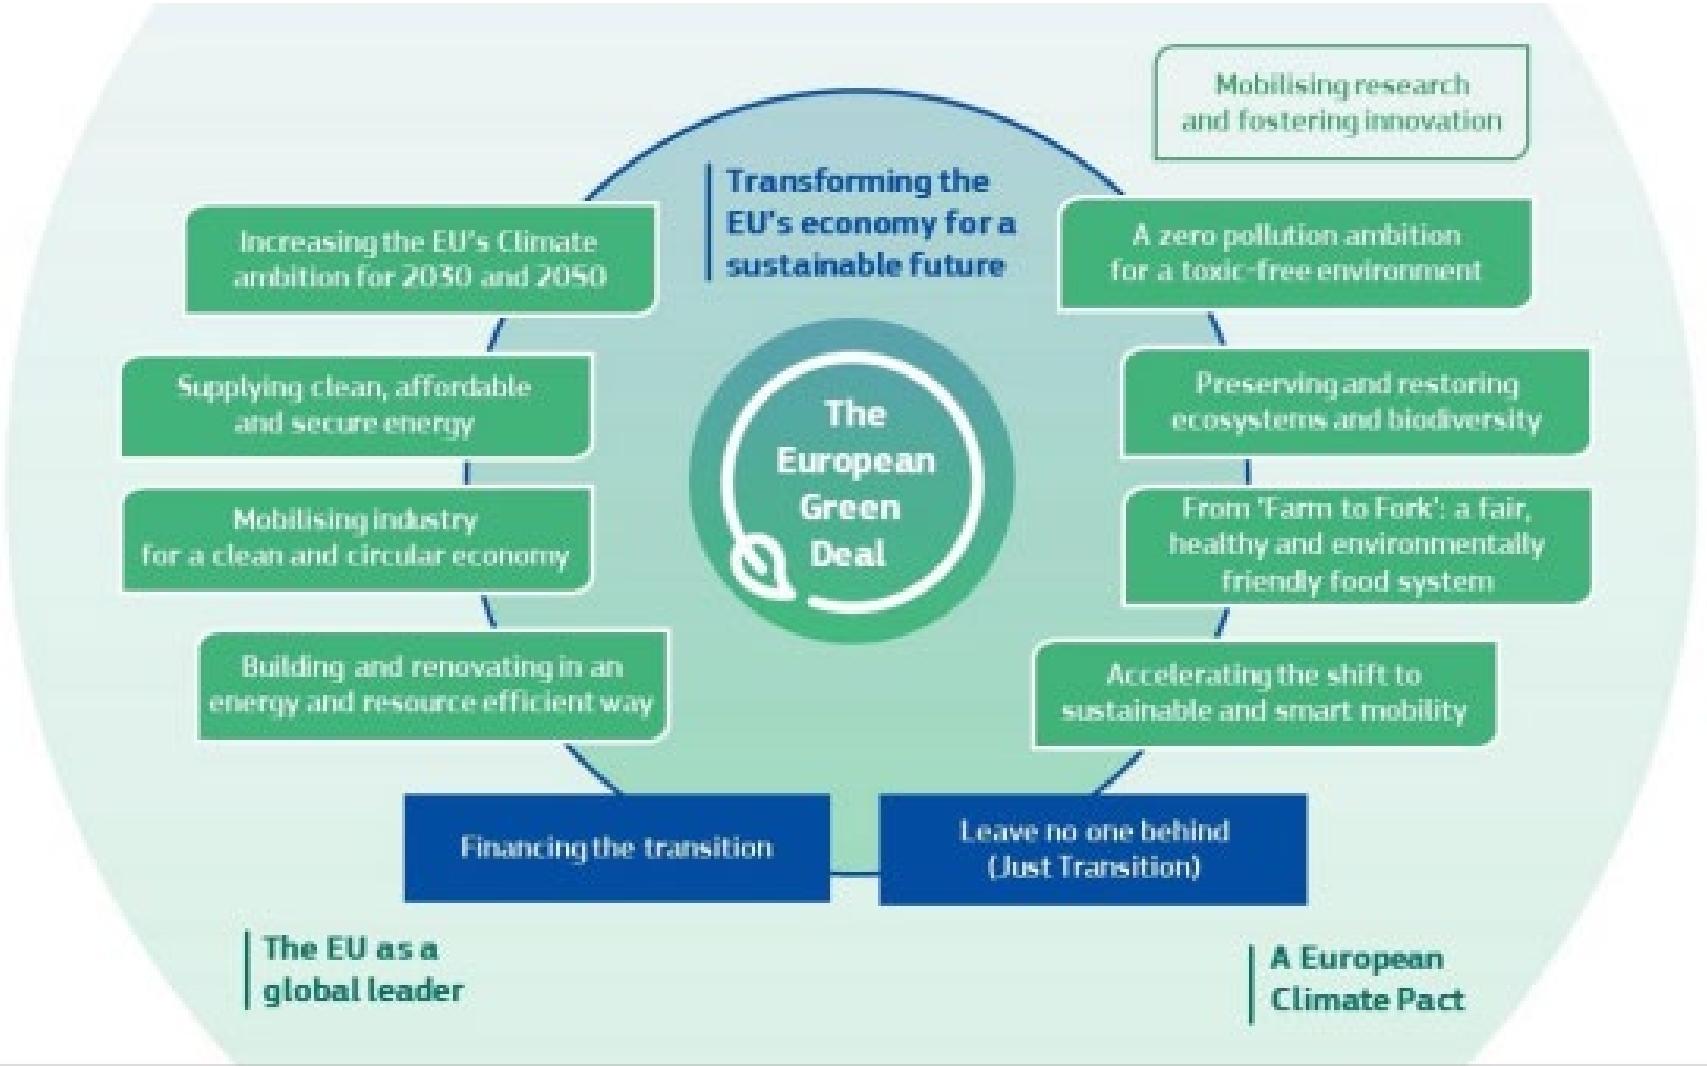 Mobilising research
and fostering innovation
Transforming the
EU's economy for a
sustainable future
Increasing the EU's Climate
ambition for 2030 and 2050
A zero pollution ambition
for a toxic-free environment
Supplying clean, affordable
and secure energy
Preserving and restoring
ecosystems and biodiversity
The
European
Green
Deal
Mobilising industry
for a clean and circular economy
From 'Farm to Fork': a fair,
healthy and environmentally
friendly food system
Building and renovating in an
energy and resource efficient way
Accelerating the shift to
sustainable and smart mobility
Financing the transition
Leave no one behind
(Just Transition)
The EU as a
global leader
A European
Climate Pact